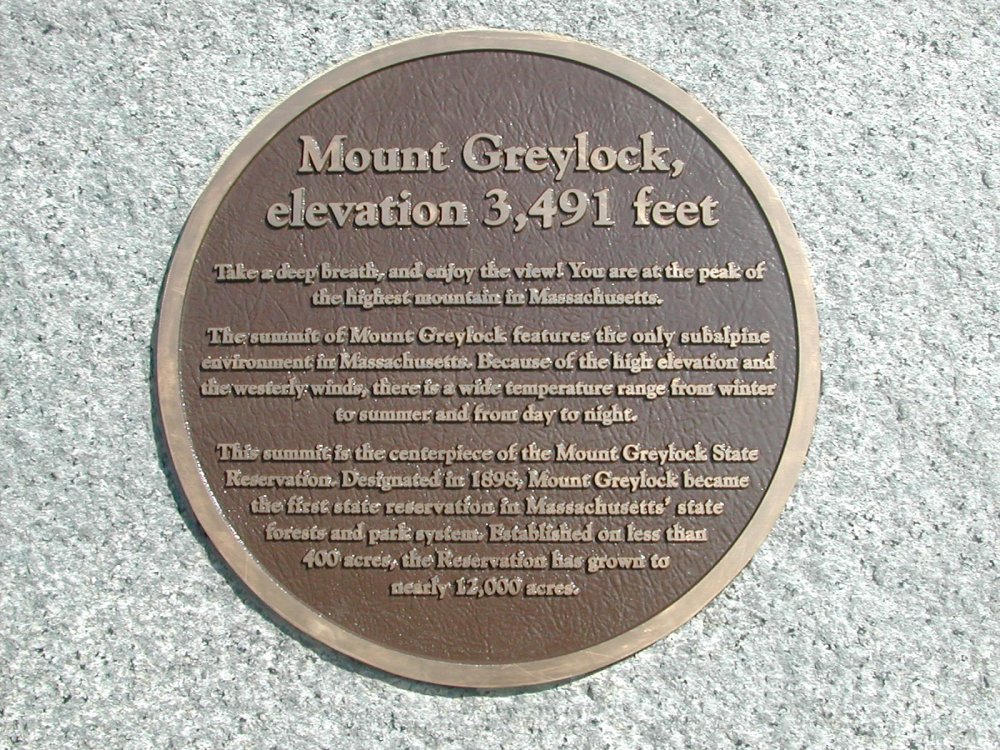 Mount Greylock,
elevation 3,491 feet
Take a deep breath, and enjoy the view! You are at the peak of
the highest mountain in Massachusetts.
The summit of Mount Greylock features the only subalpine
environment in Massachusetts. Because of the high elevation and
the westerly winds, there is a wide temperature range from winter
to summer and from day to night.
This summit is the centerpiece of the Mount Greylock State
Reservation. Designated in 1898, Mount Greylock became
the first state reservation in Massachusetts' state
forests and park system. Established on less than
400 acres, the Reservation has grown to
nearly 12,000 acres.